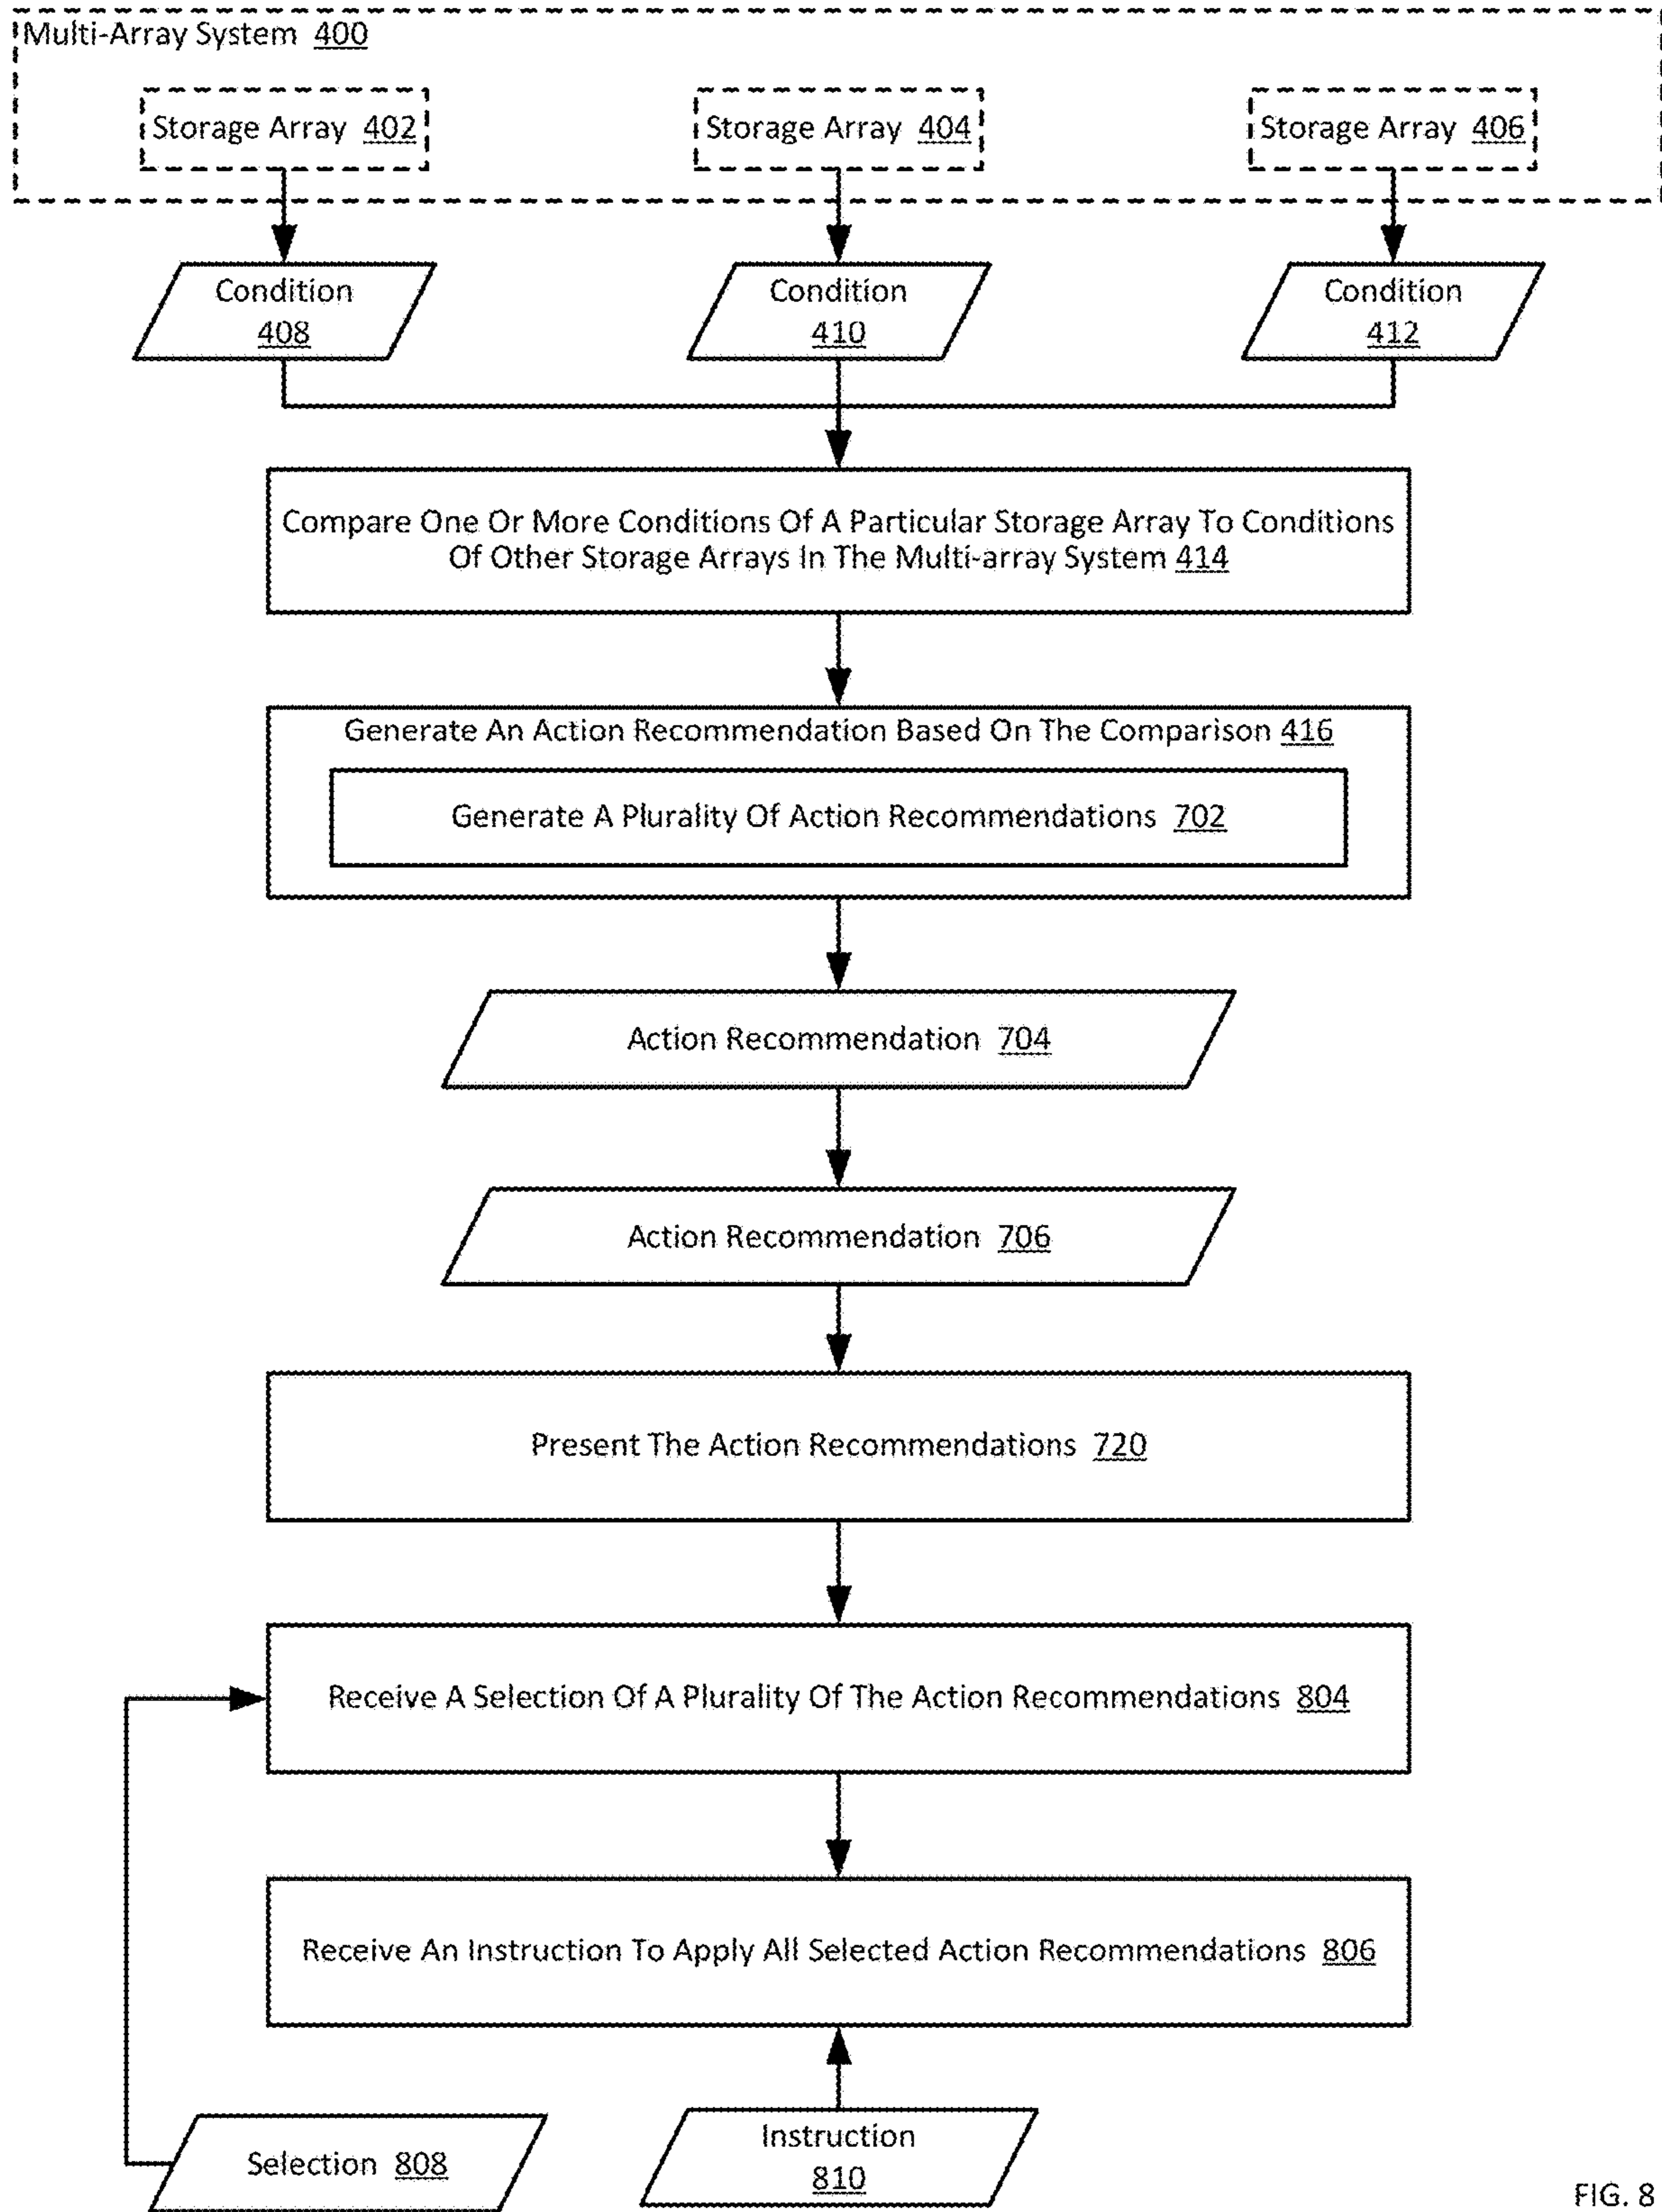 Multi-Array System 400
Storage Array 402
Storage Array 404
Storage Array 406
Condition
408
Condition
410
Condition
412
Compare One Or More Conditions Of A Particular Storage Array To Conditions
Of Other Storage Arrays In The Multi-array System 414
Generate An Action Recommendation Based On The Comparison 416
Generate A Plurality Of Action Recommendations 702
Action Recommendation 704
Action Recommendation 706
Present The Action Recommendations 720
Receive A Selection Of A Plurality Of The Action Recommendations 804
Receive An Instruction To Apply All Selected Action Recommendations 806
Selection 808
Instruction
810
FIG. 8